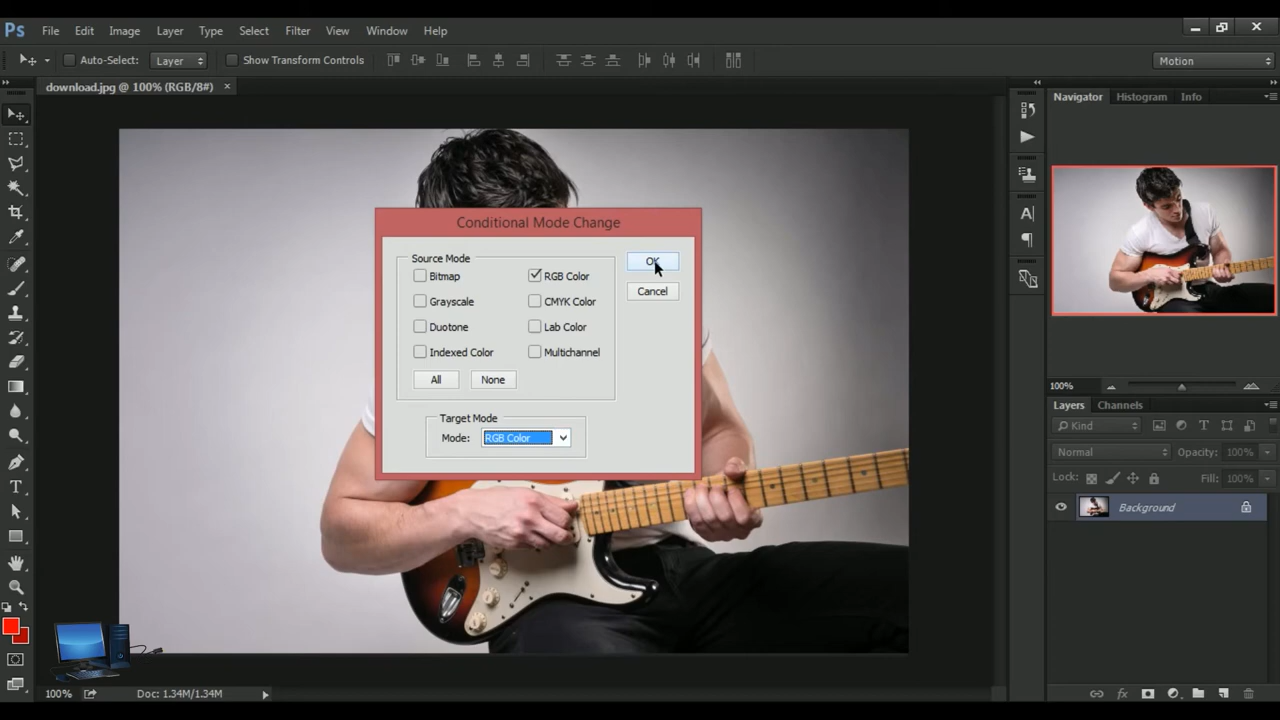 Ps File Edit Image Layer Type Select Filter View Window Help
Auto-Select: Layer Show Transform Controls Motion
download.jpg @ 100% (RGB/8#) ×
Navigator Histogram Info
Conditional Mode Change
Source Mode
Bitmap RGB Color OK
Grayscale CMYK Color Cancel
Duotone Lab Color
Indexed Color Multichannel
All None
Target Mode
Mode: RGB Color
100%
Layers Channels
Kind
Normal Opacity: 100%
Lock: Fill: 100%
Background
100% Doc: 1.34M/1.34M